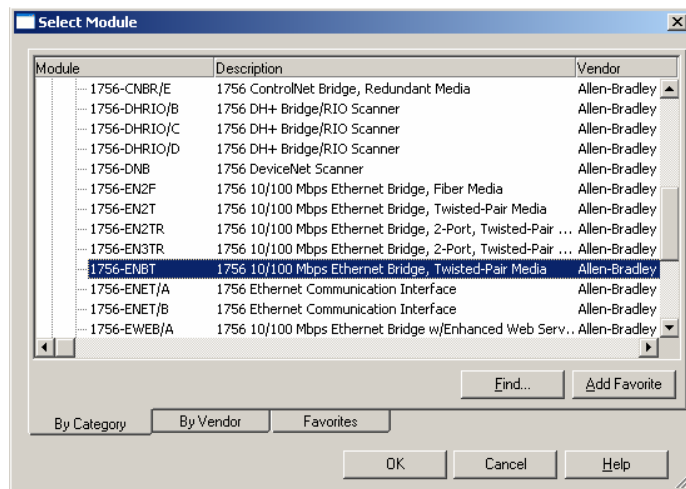 Select Module
Module Description Vendor
1756-CNBR/E 1756 ControlNet Bridge, Redundant Media Allen-Bradley
1756-DHRIO/B 1756 DH+ Bridge/RIO Scanner Allen-Bradley
1756-DHRIO/C 1756 DH+ Bridge/RIO Scanner Allen-Bradley
1756-DHRIO/D 1756 DH+ Bridge/RIO Scanner Allen-Bradley
1756-DNB 1756 DeviceNet Scanner Allen-Bradley
1756-EN2F 1756 10/100 Mbps Ethernet Bridge, Fiber Media Allen-Bradley
1756-EN2T 1756 10/100 Mbps Ethernet Bridge, Twisted-Pair Media Allen-Bradley
1756-EN2TR 1756 10/100 Mbps Ethernet Bridge, 2-Port, Twisted-Pair ... Allen-Bradley
1756-EN3TR 1756 10/100 Mbps Ethernet Bridge, 2-Port, Twisted-Pair ... Allen-Bradley
1756-ENBT 1756 10/100 Mbps Ethernet Bridge, Twisted-Pair Media Allen-Bradley
1756-ENET/A 1756 Ethernet Communication Interface Allen-Bradley
1756-ENET/B 1756 Ethernet Communication Interface Allen-Bradley
1756-EWEB/A 1756 10/100 Mbps Ethernet Bridge w/Enhanced Web Serv.. Allen-Bradley
Find... Add Favorite
By Category By Vendor Favorites
OK Cancel Help